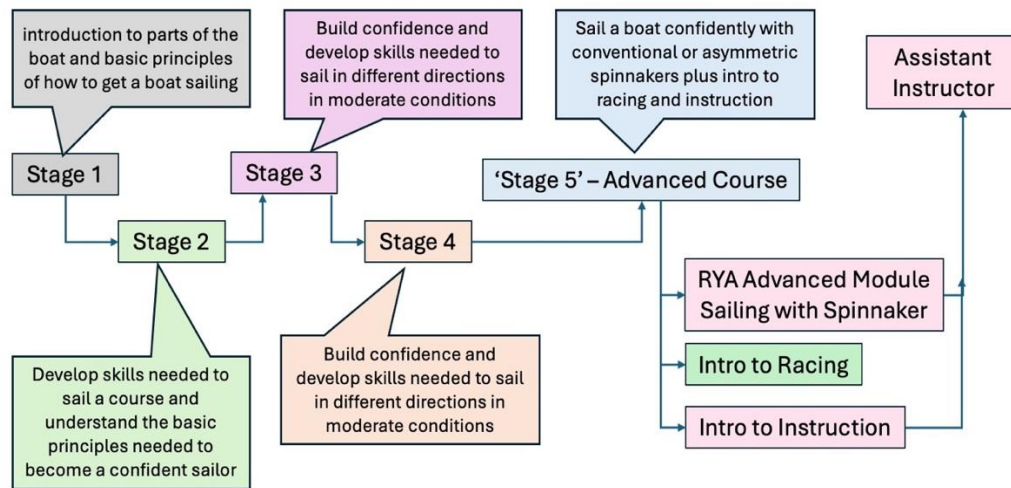 introduction to parts of the
boat and basic principles
of how to get a boat sailing
Build confidence and
develop skills needed to
sail in different directions
in moderate conditions
Sail a boat confidently with
conventional or asymmetric
spinnakers plus intro to
racing and instruction
Assistant
Instructor
Stage 1
Stage 3
‘Stage 5’ – Advanced Course
Stage 2
Stage 4
RYA Advanced Module
Sailing with Spinnaker
Intro to Racing
Intro to Instruction
Develop skills needed to
sail a course and
understand the basic
principles needed to
become a confident sailor
Build confidence and
develop skills needed to sail
in different directions in
moderate conditions